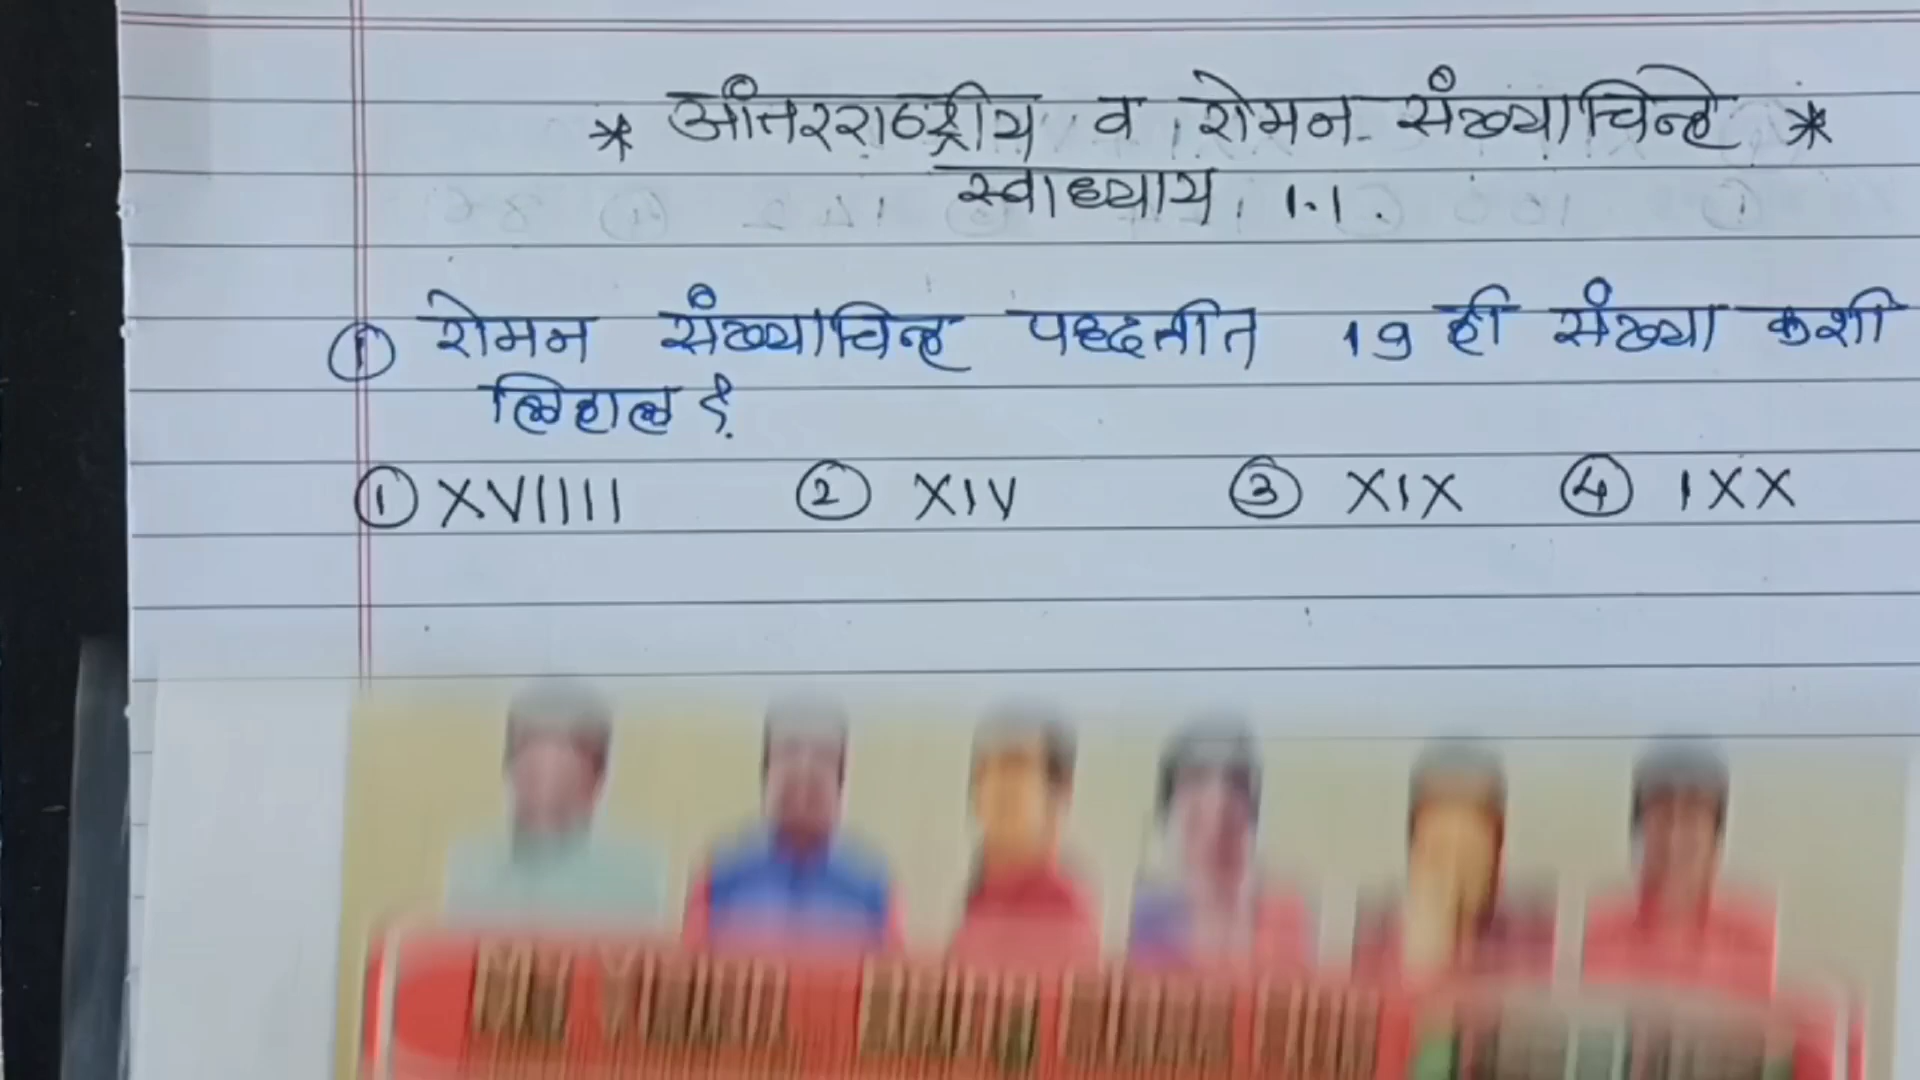 * आंतरराष्ट्रीय व रोमन संख्याचिन्हे *
स्वाध्याय 1.1.
① रोमन संख्याचिन्ह पद्धतीत 19 ही संख्या कशी
लिहाल ?
① XVIIII ② XIV ③ XIX ④ IXX